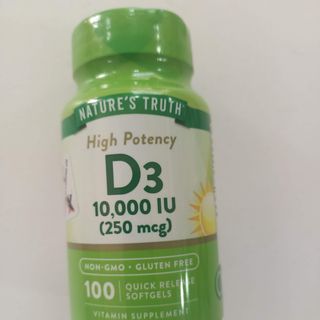 NATURE'S TRUTH
High Potency
D3
10,000 IU
(250 mcg)
NON-GMO • GLUTEN FREE
100 QUICK RELEASE
SOFTGELS
VITAMIN SUPPLEMENT